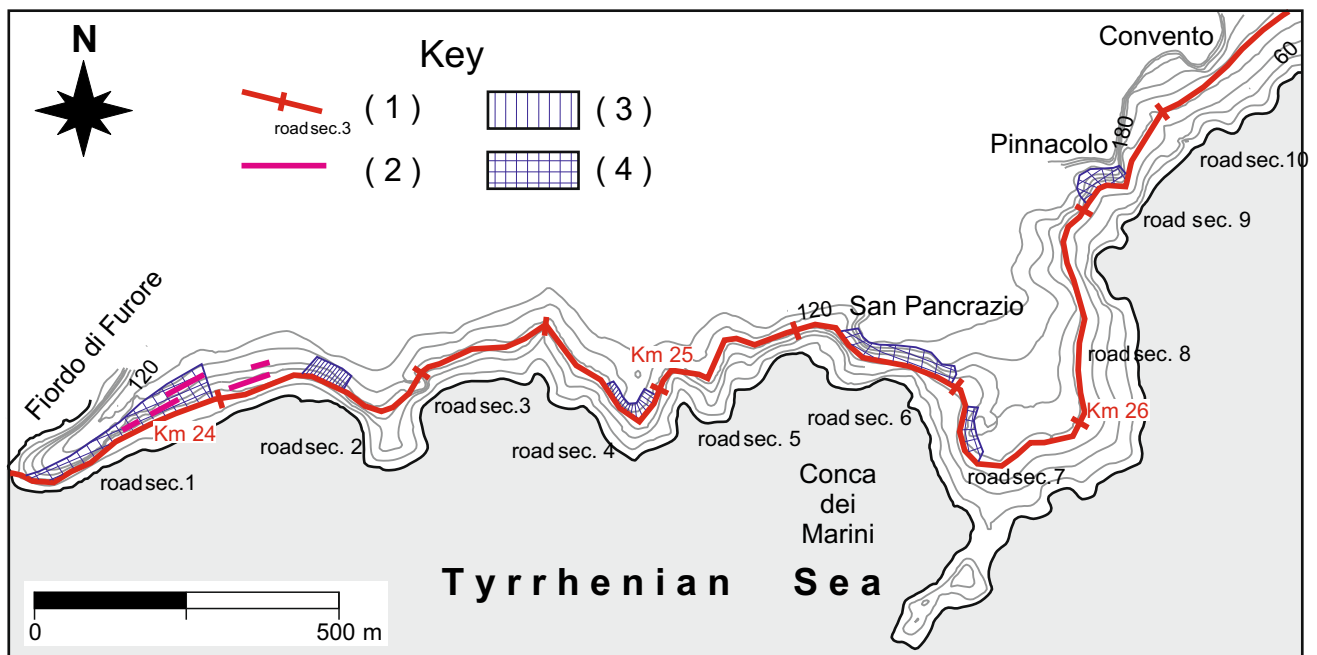 N
Key
road sec.3
( 1 )
( 2 )
( 3 )
( 4 )
Convento
60
Pinnacolo
180
road sec.10
road sec. 9
Fiordo di Furore
120
Km 24
road sec.1
road sec. 2
road sec.3
road sec. 4
Km 25
road sec. 5
120
San Pancrazio
road sec. 6
road sec. 8
Km 26
road sec.7
Conca
dei
Marini
Tyrrhenian Sea
0
500 m